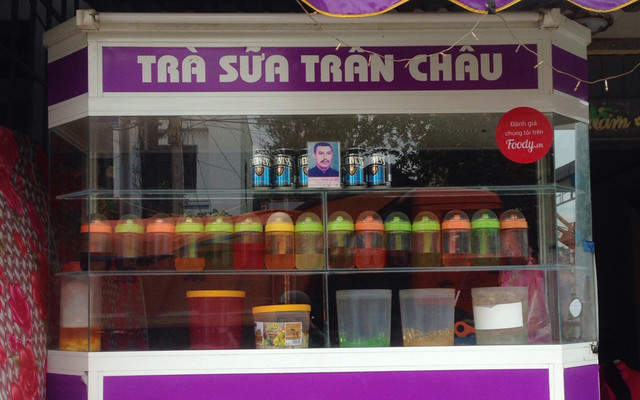 TRÀ SỮA TRÂN CHÂU
Đánh giá
chúng tôi trên
Foody.vn